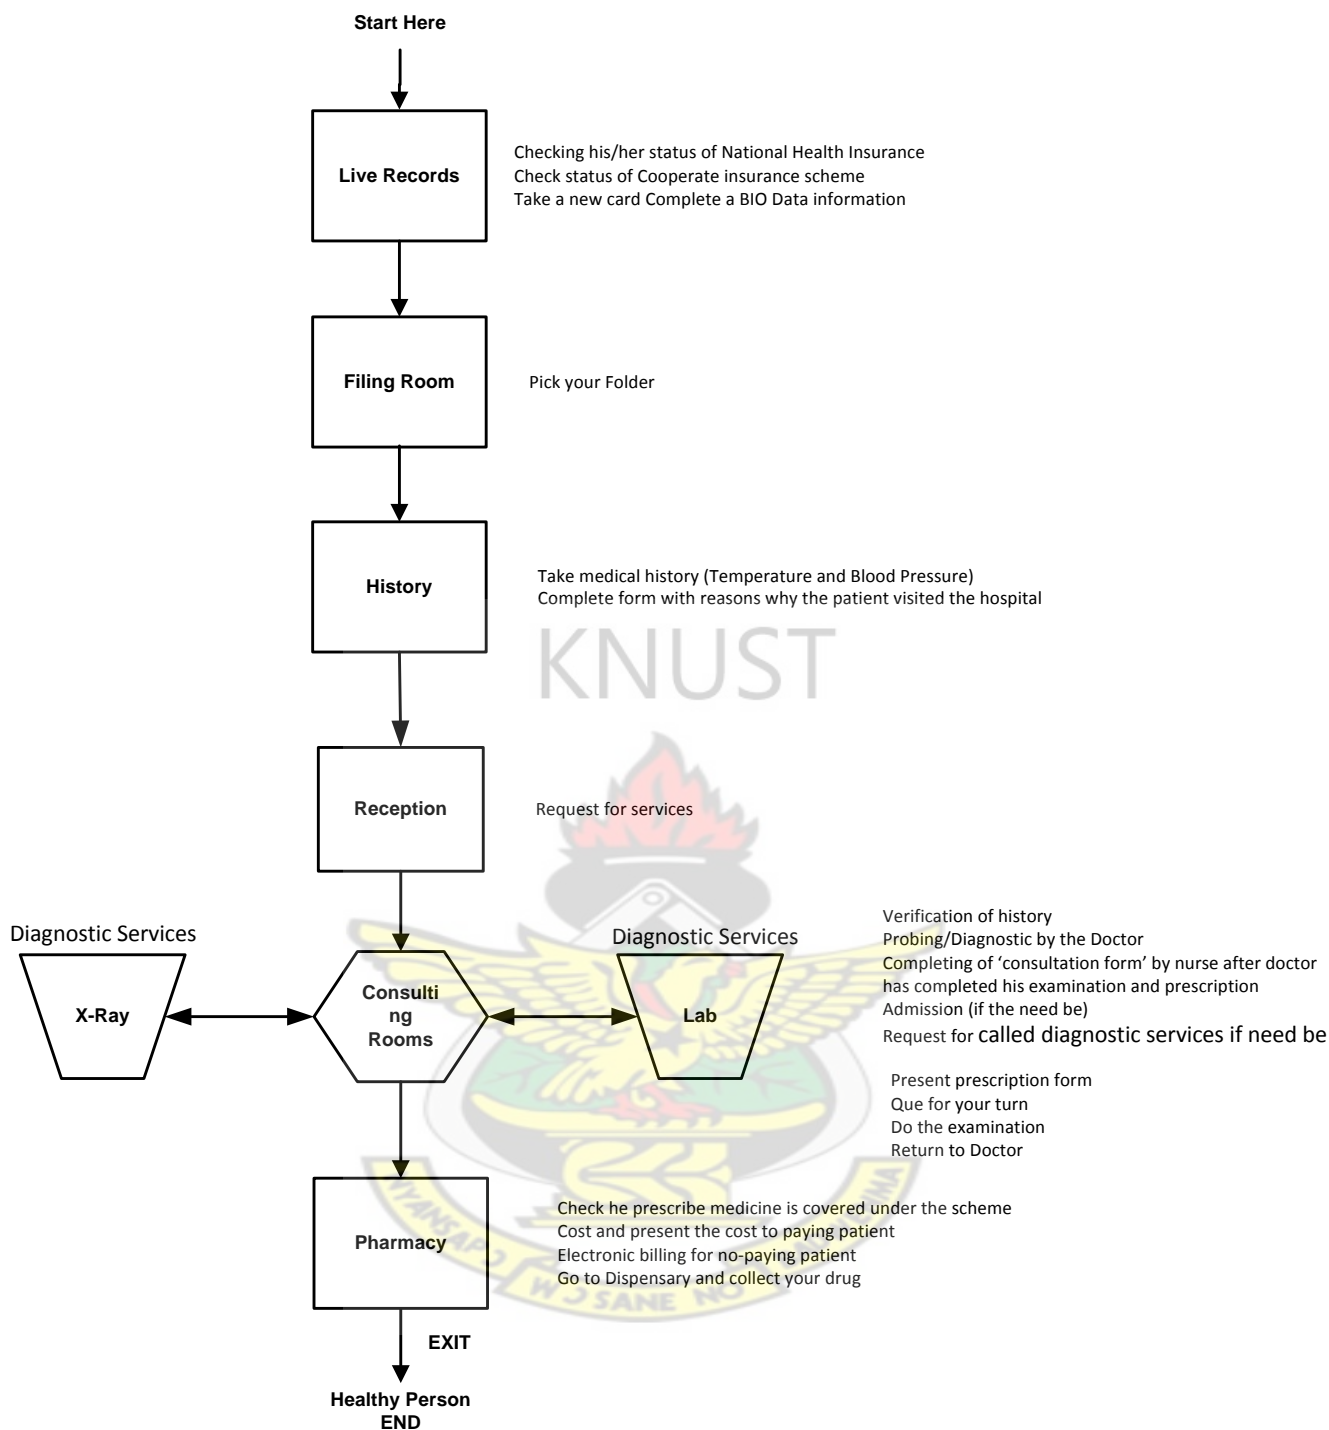 Start Here
Live Records
Checking his/her status of National Health Insurance
Check status of Cooperate insurance scheme
Take a new card Complete a BIO Data information
Filing Room
Pick your Folder
History
Take medical history (Temperature and Blood Pressure)
Complete form with reasons why the patient visited the hospital
KNUST
Reception
Request for services
Diagnostic Services
X-Ray
Consulti
ng
Rooms
Diagnostic Services
Lab
Verification of history
Probing/Diagnostic by the Doctor
Completing of ‘consultation form’ by nurse after doctor
has completed his examination and prescription
Admission (if the need be)
Request for called diagnostic services if need be
Present prescription form
Que for your turn
Do the examination
Return to Doctor
Pharmacy
Check he prescribe medicine is covered under the scheme
Cost and present the cost to paying patient
Electronic billing for no-paying patient
Go to Dispensary and collect your drug
WƆ SANE NO
EXIT
Healthy Person
END